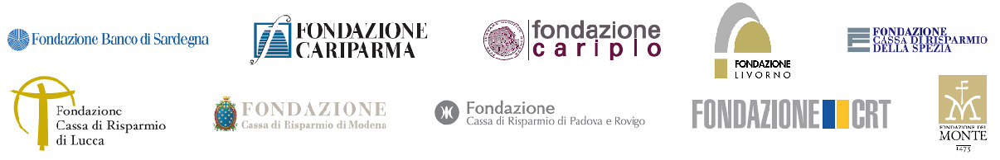 Fondazione Banco di Sardegna
FONDAZIONE
CARIPARMA
fondazione
cariplo
FONDAZIONE
LIVORNO
FONDAZIONE
CASSA DI RISPARMIO
DELLA SPEZIA
Fondazione
Cassa di Risparmio
di Lucca
FONDAZIONE
Cassa di Risparmio di Modena
Fondazione
Cassa di Risparmio di Padova e Rovigo
FONDAZIONE CRT
FONDAZIONE DEL
MONTE
1473